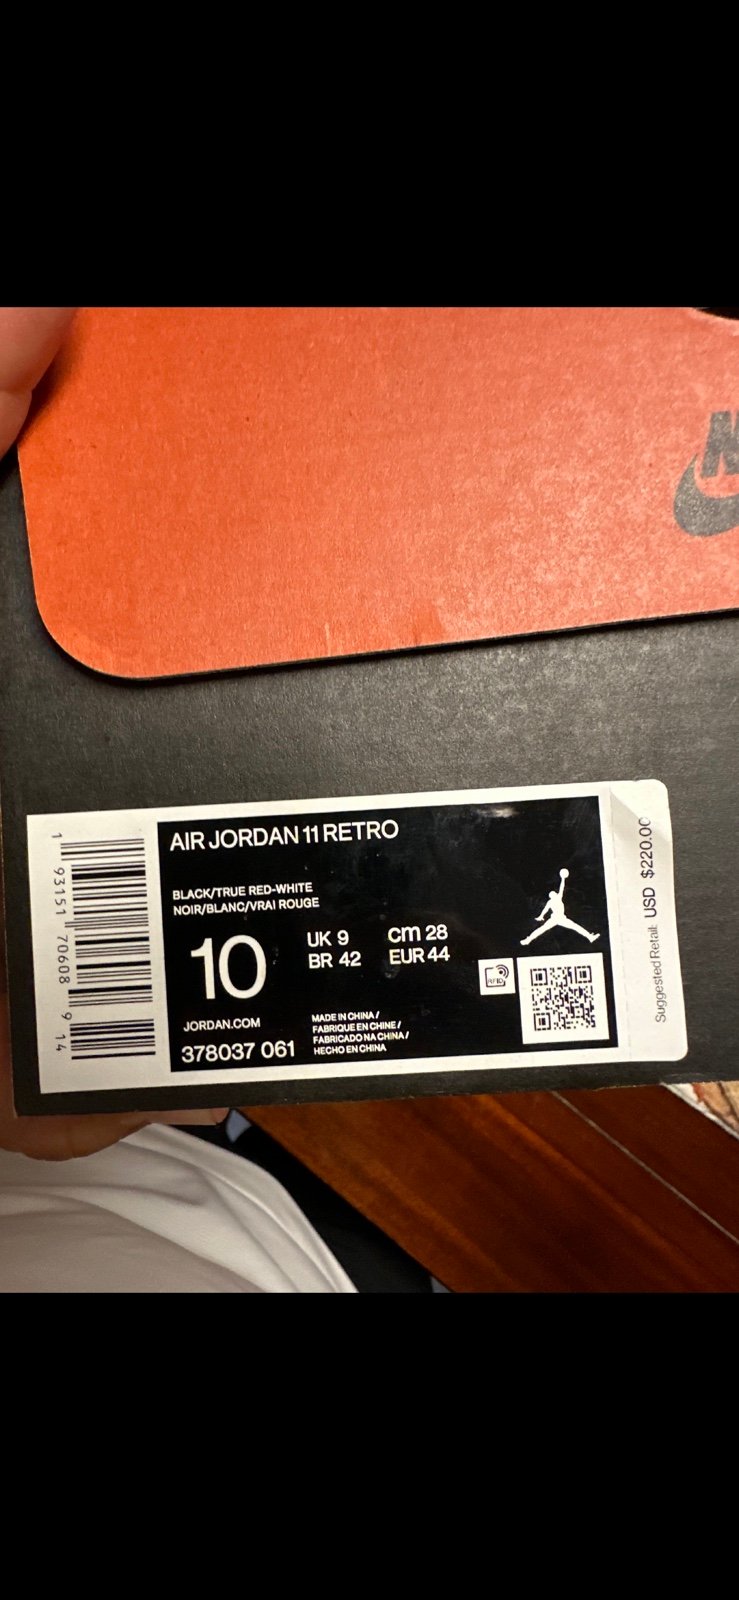 AIR JORDAN 11 RETRO
BLACK/TRUE RED-WHITE
NOIR/BLANC/VRAI ROUGE
10
UK 9
cm 28
BR 42
EUR 44
RFID
JORDAN.COM
378037 061
MADE IN CHINA /
FABRIQUE EN CHINE /
FABRICADO NA CHINA /
HECHO EN CHINA
1 93151 70608 9 14
Suggested Retail: USD $220.00